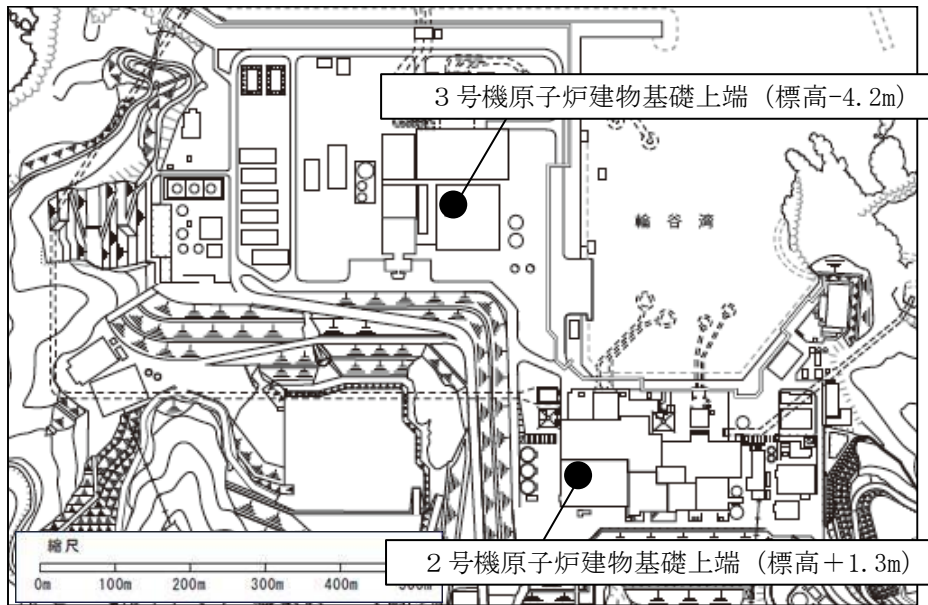 ３号機原子炉建物基礎上端（標高-4.2m）
輪谷湾
縮尺
0m 100m 200m 300m 400m
２号機原子炉建物基礎上端（標高＋1.3m）